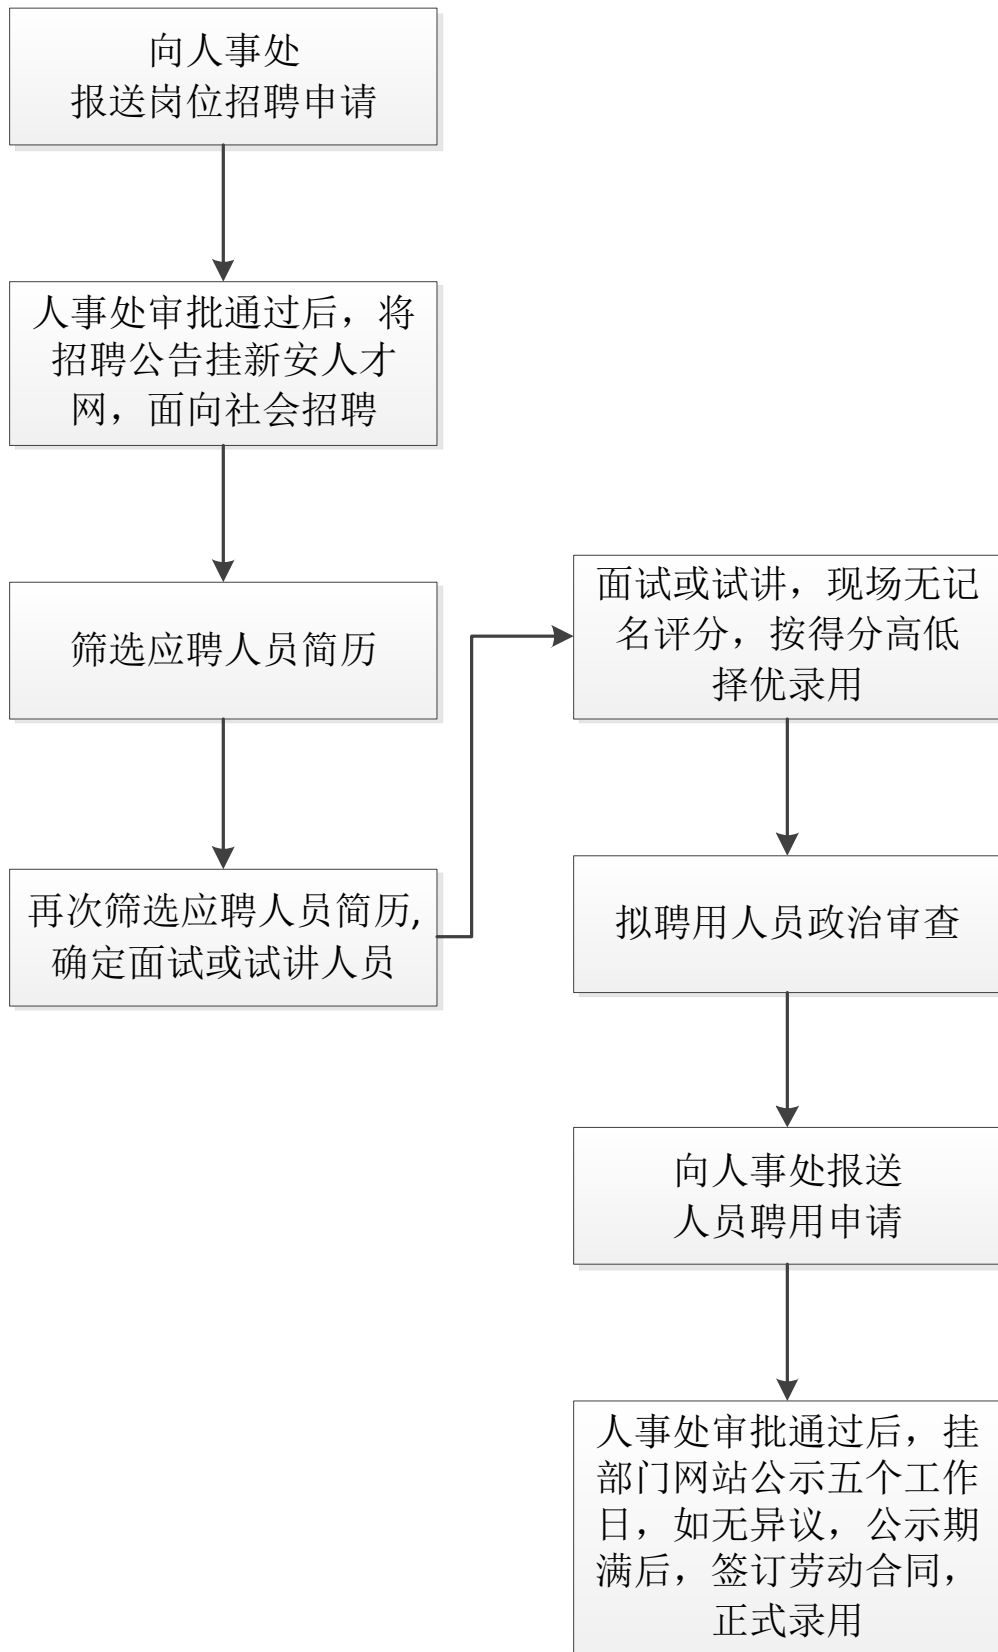 向人事处
报送岗位招聘申请
人事处审批通过后，将
招聘公告挂新安人才
网，面向社会招聘
筛选应聘人员简历
再次筛选应聘人员简历,
确定面试或试讲人员
面试或试讲，现场无记
名评分，按得分高低
择优录用
拟聘用人员政治审查
向人事处报送
人员聘用申请
人事处审批通过后，挂
部门网站公示五个工作
日，如无异议，公示期
满后，签订劳动合同，
正式录用